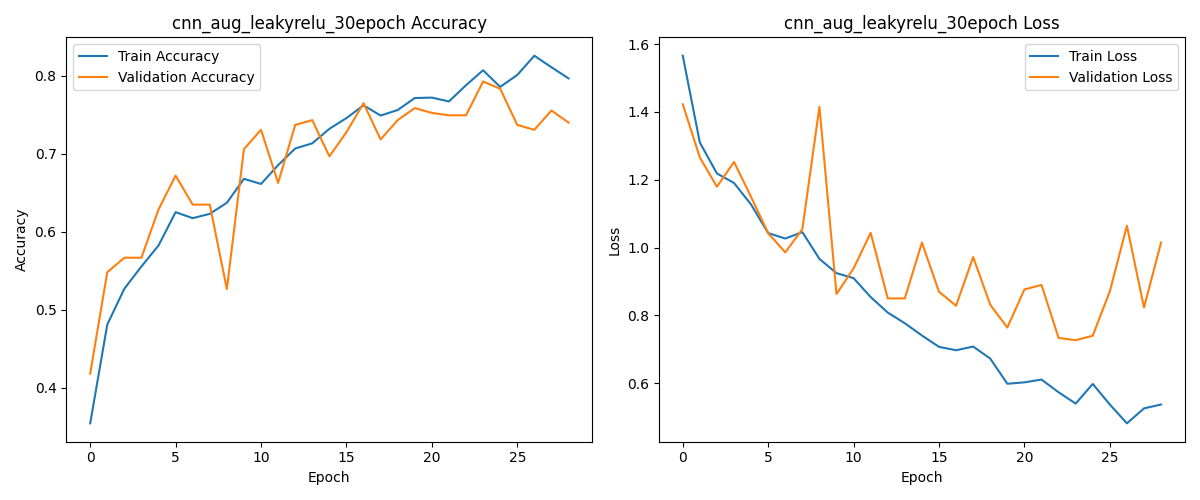 cnn_aug_leakyrelu_30epoch Accuracy
Train Accuracy
Validation Accuracy
0.8
0.7
0.6
0.5
0.4
Accuracy
0 5 10 15 20 25
Epoch
cnn_aug_leakyrelu_30epoch Loss
Train Loss
Validation Loss
1.6
1.4
1.2
1.0
0.8
0.6
Loss
0 5 10 15 20 25
Epoch